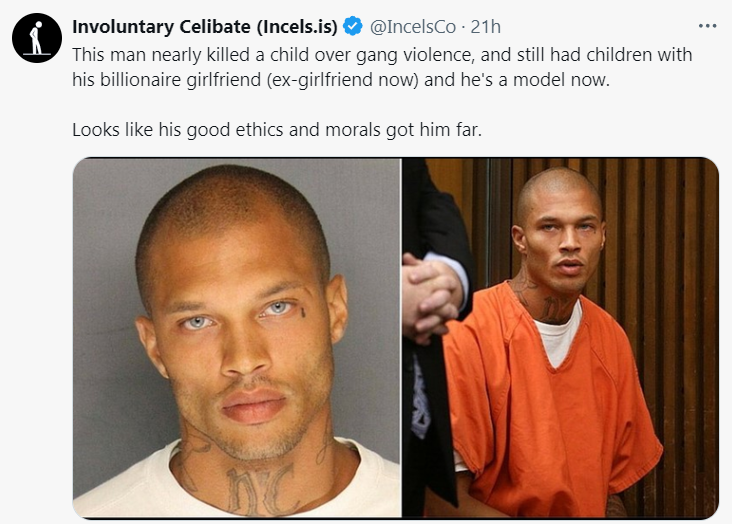 Involuntary Celibate (Incels.is) @IncelsCo · 21h
This man nearly killed a child over gang violence, and still had children with
his billionaire girlfriend (ex-girlfriend now) and he's a model now.
Looks like his good ethics and morals got him far.
NC